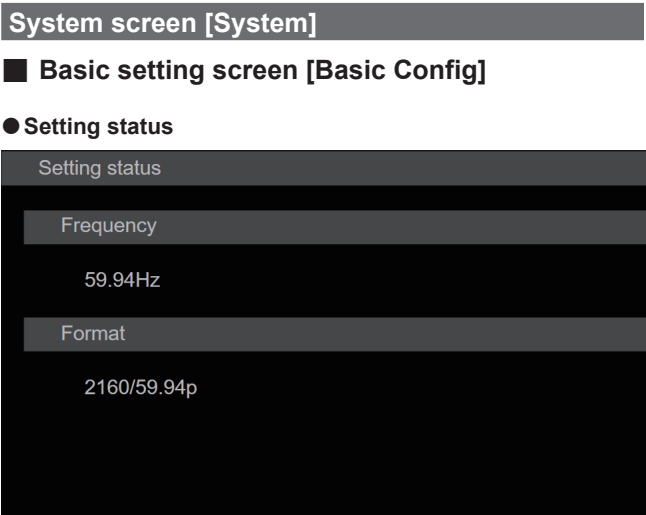 System screen [System]
■ Basic setting screen [Basic Config]
● Setting status
Setting status
Frequency
59.94Hz
Format
2160/59.94p